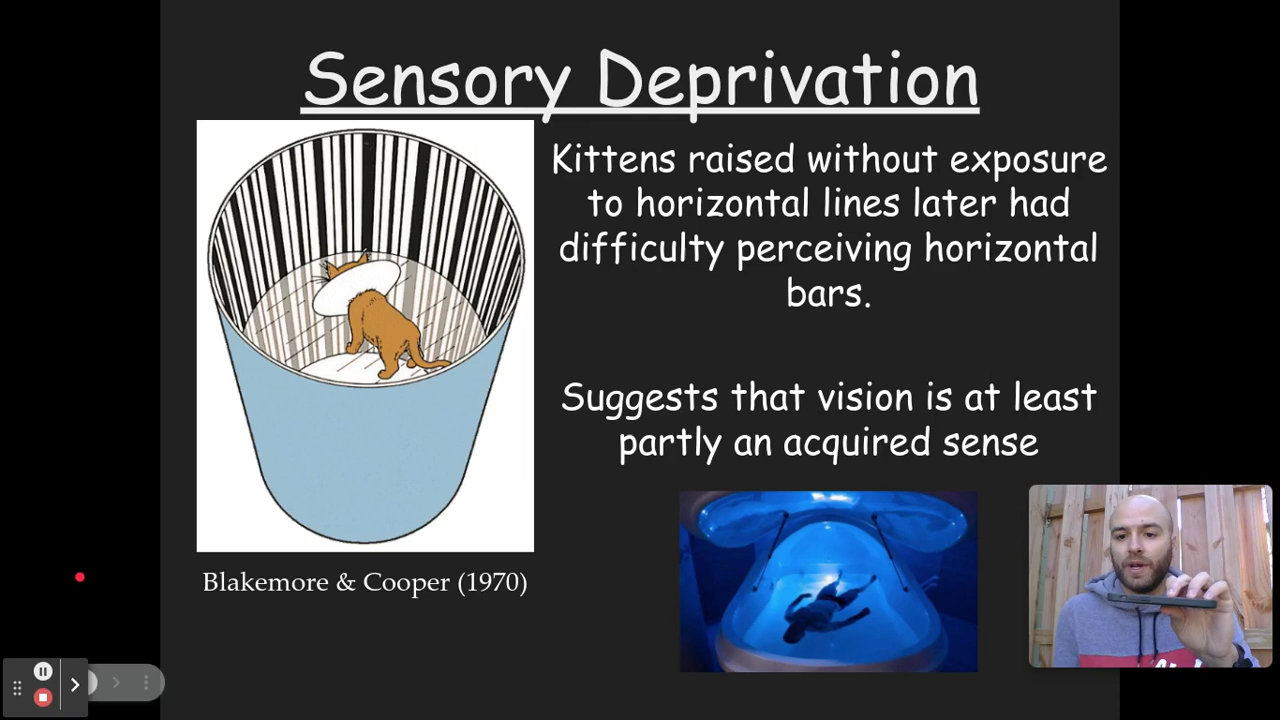 Sensory Deprivation
Kittens raised without exposure
to horizontal lines later had
difficulty perceiving horizontal
bars.
Suggests that vision is at least
partly an acquired sense
Blakemore & Cooper (1970)